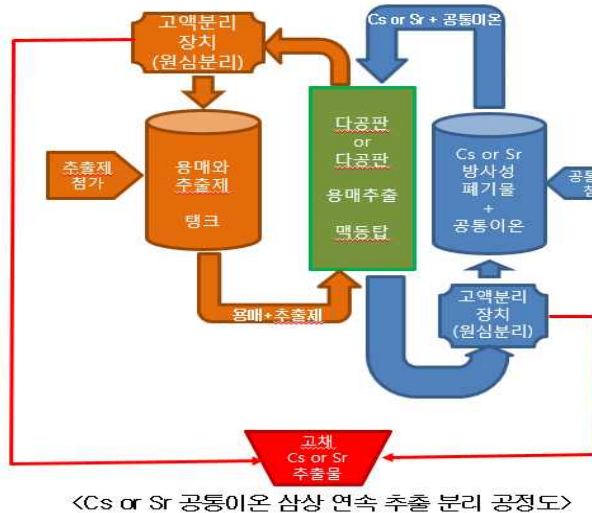 고액분리
장치
(원심분리)
Cs or Sr + 공통이온
추출제
첨가
용매와
추출제
탱크
다공판
or
다공판
용매추출
맥동탑
Cs or Sr
방사성
폐기물
+
공통이온
용매+추출제
고액분리
장치
(원심분리)
고채
Cs or Sr
추출물
<Cs or Sr 공통이온 삼상 연속 추출 분리 공정도>